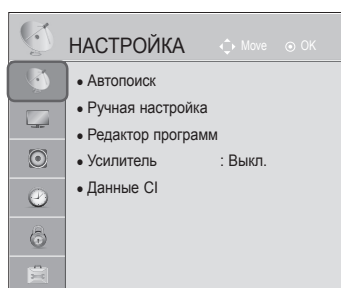 НАСТРОЙКА Move OK
• Автопоиск
• Ручная настройка
• Редактор программ
• Усилитель : Выкл.
• Данные CI